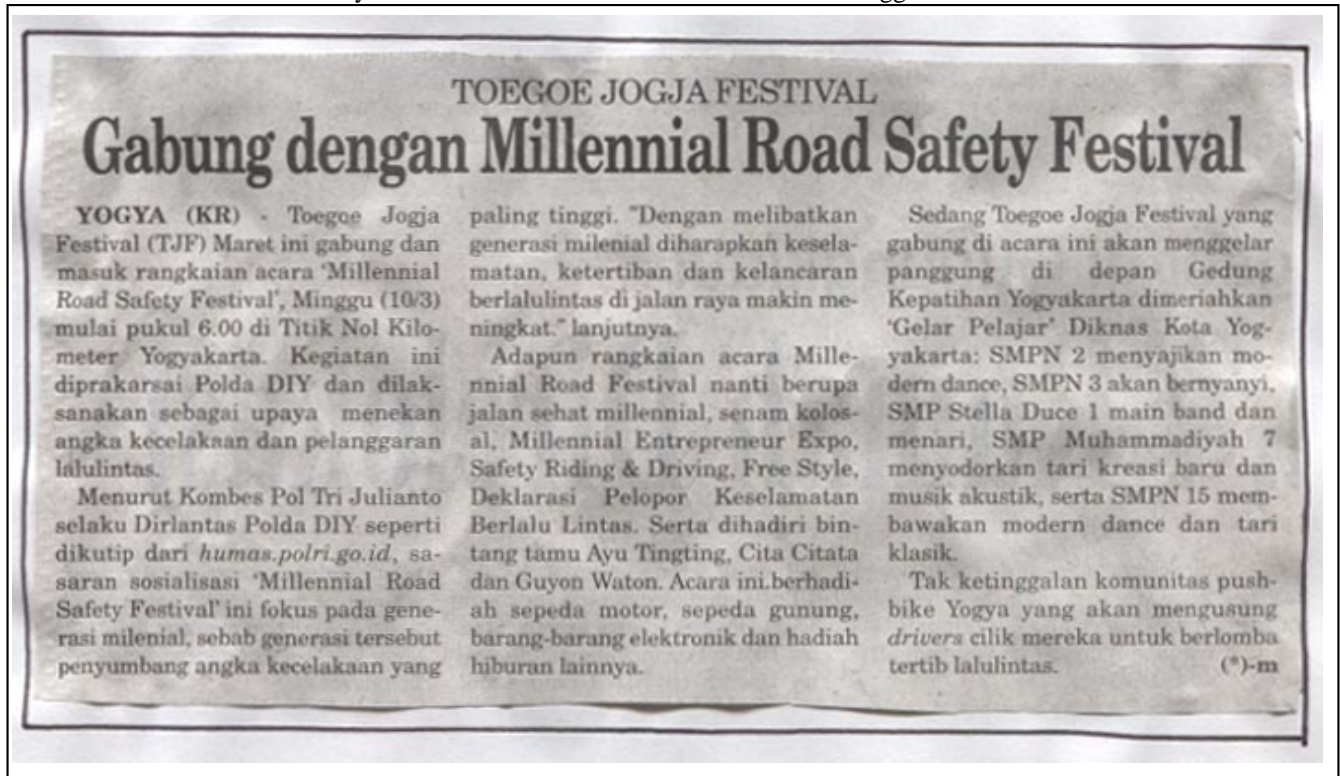 TOEGOE JOGJA FESTIVAL
Gabung dengan Millennial Road Safety Festival
YOGYA (KR) - Toegoe Jogja
Festival (TJF) Maret ini gabung dan
masuk rangkaian acara 'Millennial
Road Safety Festival', Minggu (10/3)
mulai pukul 6.00 di Titik Nol Kilo-
meter Yogyakarta. Kegiatan ini
diprakarsai Polda DIY dan dilak-
sanakan sebagai upaya menekan
angka kecelakaan dan pelanggaran
lalulintas.
Menurut Kombes Pol Tri Julianto
selaku Dirlantas Polda DIY seperti
dikutip dari humas.polri.go.id, sa-
saran sosialisasi 'Millennial Road
Safety Festival' ini fokus pada gene-
rasi milenial, sebab generasi tersebut
penyumbang angka kecelakaan yang
paling tinggi. "Dengan melibatkan
generasi milenial diharapkan kesela-
matan, ketertiban dan kelancaran
berlalulintas di jalan raya makin me-
ningkat." lanjutnya.
Adapun rangkaian acara Mille-
nnial Road Festival nanti berupa
jalan sehat millennial, senam kolos-
al, Millennial Entrepreneur Expo,
Safety Riding & Driving, Free Style,
Deklarasi Pelopor Keselamatan
Berlalu Lintas. Serta dihadiri bin-
tang tamu Ayu Tingting, Cita Citata
dan Guyon Waton. Acara ini.berhadi-
ah sepeda motor, sepeda gunung,
barang-barang elektronik dan hadiah
hiburan lainnya.
Sedang Toegoe Jogja Festival yang
gabung di acara ini akan menggelar
panggung di depan Gedung
Kepatihan Yogyakarta dimeriahkan
'Gelar Pelajar' Diknas Kota Yog-
yakarta: SMPN 2 menyajikan mo-
dern dance, SMPN 3 akan bernyanyi,
SMP Stella Duce 1 main band dan
menari, SMP Muhammadiyah 7
menyodorkan tari kreasi baru dan
musik akustik, serta SMPN 15 mem-
bawakan modern dance dan tari
klasik.
Tak ketinggalan komunitas push-
bike Yogya yang akan mengusung
drivers cilik mereka untuk berlomba
tertib lalulintas. (*)-m